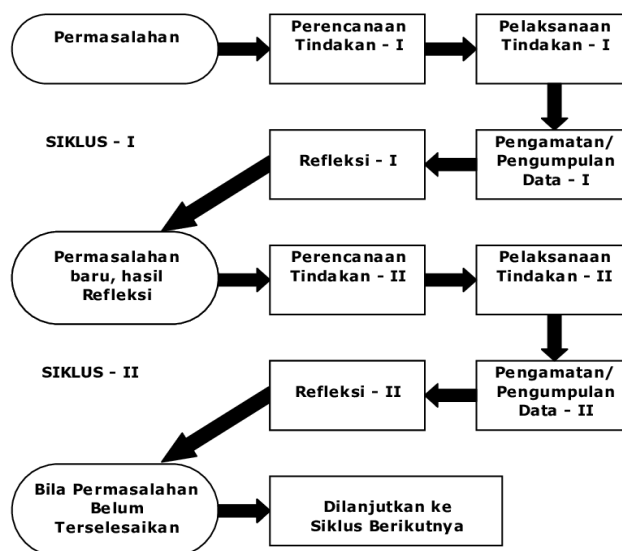 Permasalahan
Perencanaan
Tindakan - I
Pelaksanaan
Tindakan - I
SIKLUS - I
Refleksi - I
Pengamatan/
Pengumpulan
Data - I
Permasalahan
baru, hasil
Refleksi
Perencanaan
Tindakan - II
Pelaksanaan
Tindakan - II
SIKLUS - II
Refleksi - II
Pengamatan/
Pengumpulan
Data - II
Bila Permasalahan
Belum
Terselesaikan
Dilanjutkan ke
Siklus Berikutnya